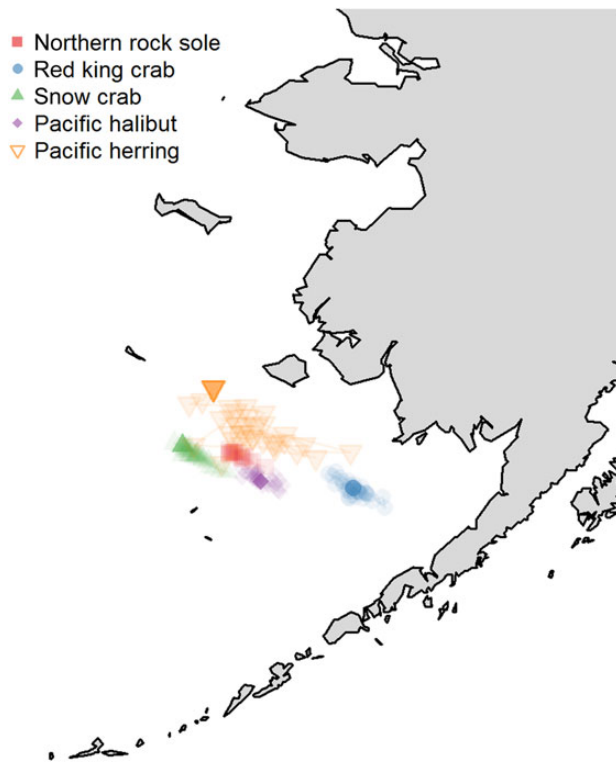 Northern rock sole
Red king crab
Snow crab
Pacific halibut
Pacific herring